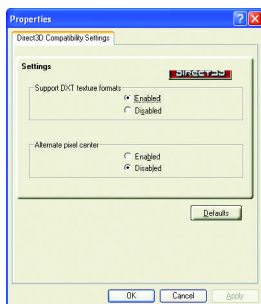 Properties
Direct3D Compatibility Settings
Settings
DIRECT3D
Support DXT texture formats
Enabled
Disabled
Alternate pixel center
Enabled
Disabled
Defaults
OK Cancel Apply